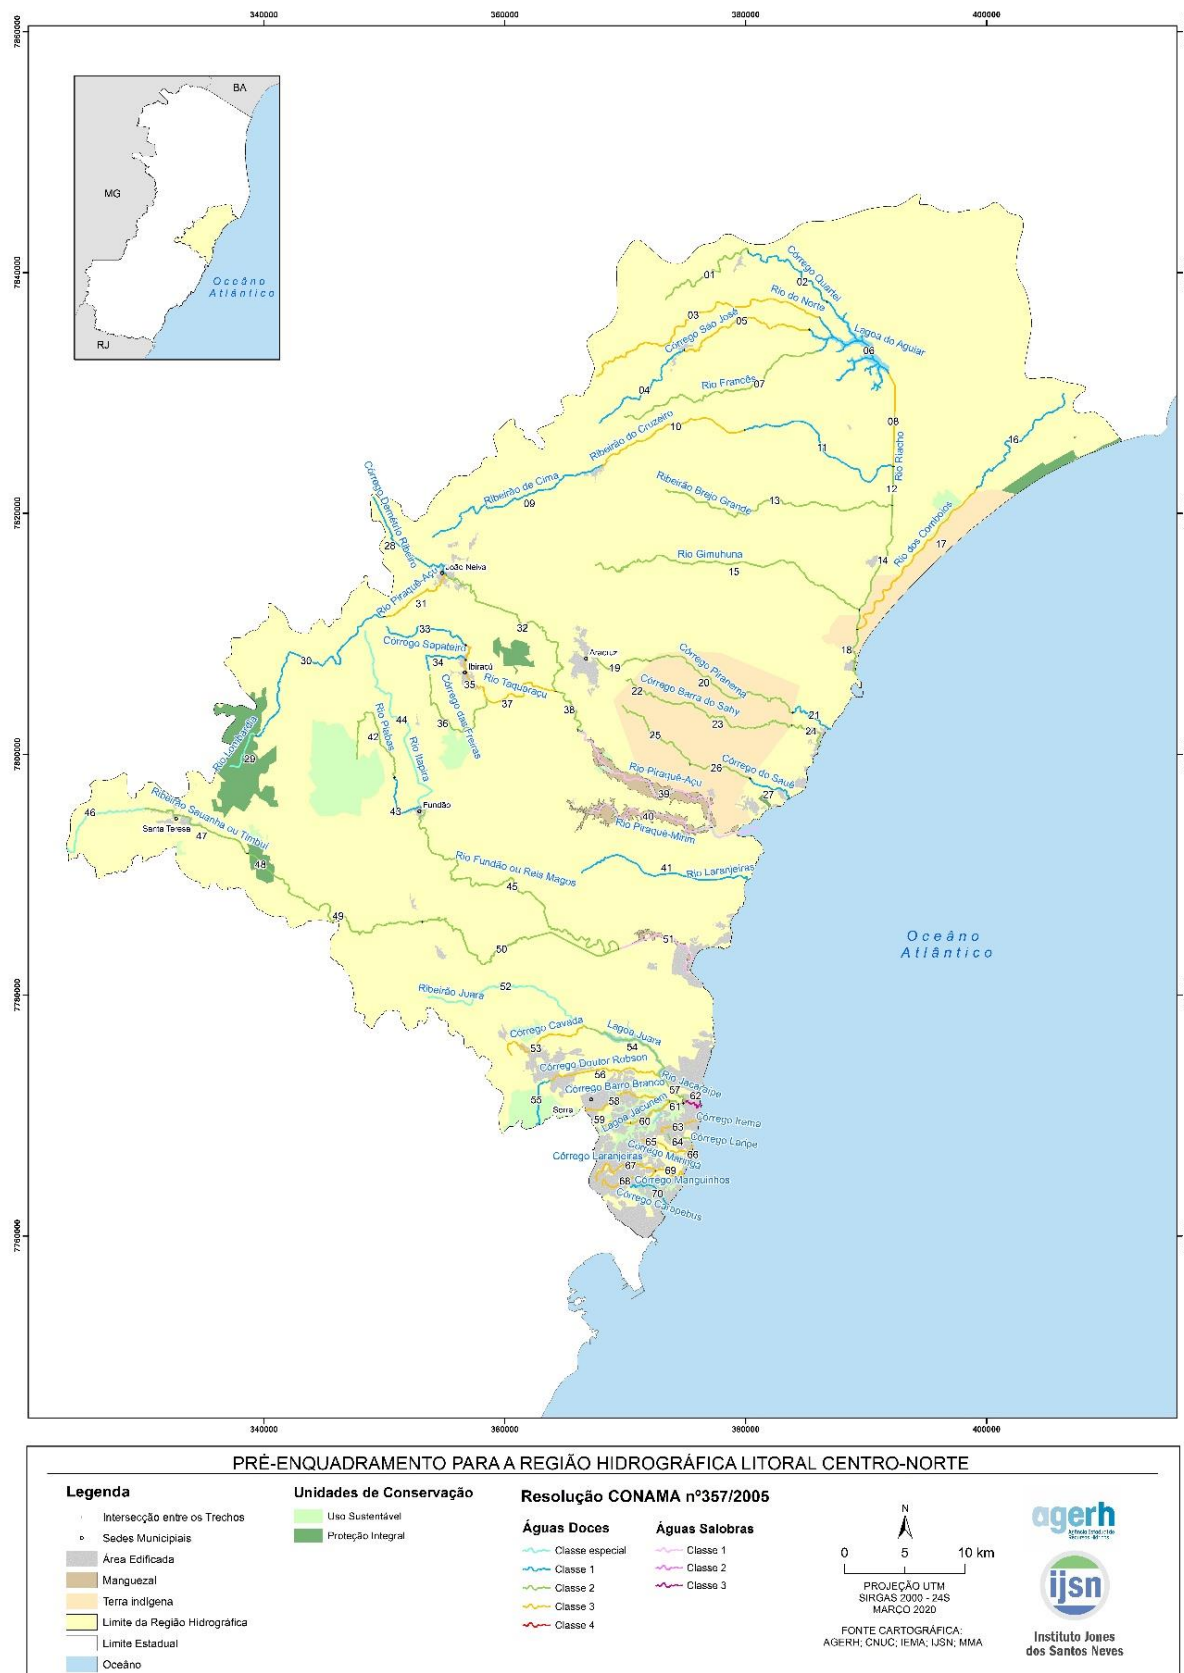 340000 360000 380000 400000
7860000
BA
MG
Oceâno
Atlântico
RJ
7840000
01
Córrego Quartel
02
Rio do Norte
03
Córrego São José
05
Lagoa do Aguiar
06
04
Rio Francês
07
08
Ribeirão do Cruzeiro
10
11
16
Rio Riacho
Córrego Demétrio Ribeiro
Ribeirão de Cima
09
Ribeirão Brejo Grande
13
12
7820000
28
Rio dos Comboios
17
Rio Gimuhuna
15
14
João Neiva
Rio Piraquê-Açu
31
32
33
Córrego Sapateiro
34
Ibiraçu
35
Rio Taquaraçu
37
Aracruz
19
Córrego Piranema
20
18
30
22
Córrego Barra do Sahy
23
21
24
36
Córrego das Freiras
38
44
42
Rio Piabas
Rio Itapira
25
Rio Lombardia
29
7800000
26
Córrego do Sauê
27
Rio Piraquê-Açu
39
43
Fundão
40
Rio Piraquê-Mirim
46
Ribeirão Sauanha ou Timbuí
Santa Teresa
47
48
Rio Fundão ou Reis Magos
45
41
Rio Laranjeiras
49
50
51
Oceâno
Atlântico
7780000
Ribeirão Juara
52
Córrego Cavada
53
Lagoa Juara
54
Córrego Doutor Robson
56
Rio Jacaraípe
Córrego Barro Branco
57
62
55
58
Serra
59
Lagoa Jacunem
60
61
63
Córrego Irema
64
Córrego Laripe
65
66
Córrego Maringá
Córrego Laranjeiras
67
69
68
Córrego Manguinhos
70
Córrego Carapebus
7760000
340000 360000 380000 400000
PRÉ-ENQUADRAMENTO PARA A REGIÃO HIDROGRÁFICA LITORAL CENTRO-NORTE
Legenda
Intersecção entre os Trechos
Sedes Municipiais
Área Edificada
Manguezal
Terra indígena
Limite da Região Hidrográfica
Limite Estadual
Oceâno
Unidades de Conservação
Uso Sustentável
Proteção Integral
Resolução CONAMA nº357/2005
Águas Doces
Classe especial
Classe 1
Classe 2
Classe 3
Classe 4
Águas Salobras
Classe 1
Classe 2
Classe 3
N
0 5 10 km
PROJEÇÃO UTM
SIRGAS 2000 - 24S
MARÇO 2020
FONTE CARTOGRÁFICA:
AGERH; CNUC; IEMA; IJSN; MMA
agerh
Agência Estadual de
Recursos Hídricos
ijsn
Instituto Jones
dos Santos Neves